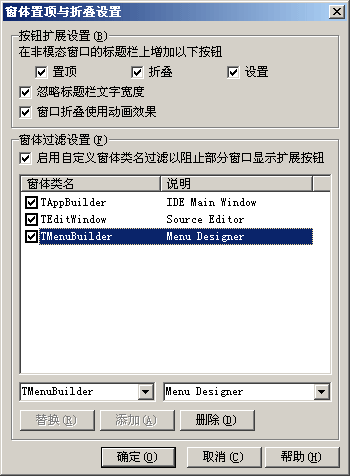 窗体置顶与折叠设置
按钮扩展设置(B)
在非模态窗口的标题栏上增加以下按钮
置顶 折叠 设置
忽略标题栏文字宽度
窗口折叠使用动画效果
窗体过滤设置(F)
启用自定义窗体类名过滤以阻止部分窗口显示扩展按钮
窗体类名 说明
TAppBuilder IDE Main Window
TEditWindow Source Editor
TMenuBuilder Menu Designer
TMenuBuilder Menu Designer
替换(R) 添加(A) 删除(D)
确定(O) 取消(C) 帮助(H)